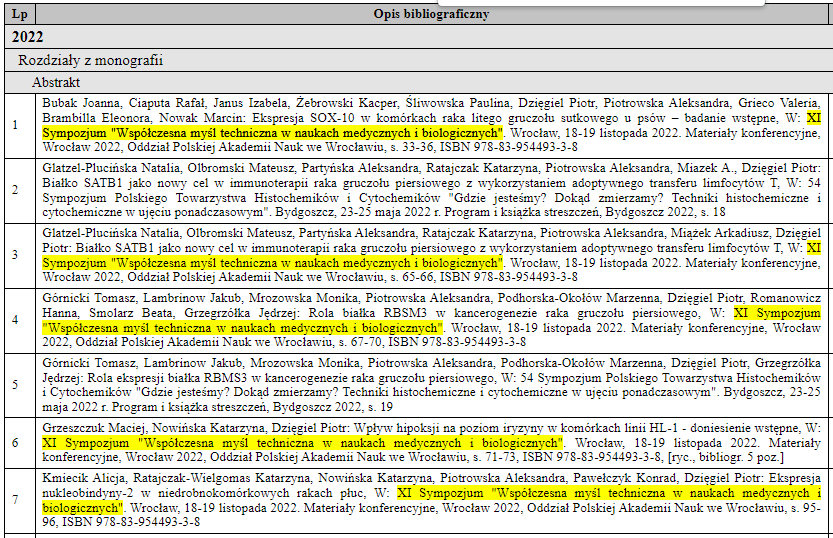 Lp Opis bibliograficzny
2022
Rozdziały z monografii
Abstrakt
1
Bubak Joanna, Ciaputa Rafał, Janus Izabela, Żebrowski Kacper, Śliwowska Paulina, Dzięgiel Piotr, Piotrowska Aleksandra, Grieco Valeria,
Brambilla Eleonora, Nowak Marcin: Ekspresja SOX-10 w komórkach raka litego gruczołu sutkowego u psów – badanie wstępne, W: XI
Sympozjum "Współczesna myśl techniczna w naukach medycznych i biologicznych". Wrocław, 18-19 listopada 2022. Materiały konferencyjne,
Wrocław 2022, Oddział Polskiej Akademii Nauk we Wrocławiu, s. 33-36, ISBN 978-83-954493-3-8
2
Glatzel-Plucińska Natalia, Olbromski Mateusz, Partyńska Aleksandra, Ratajczak Katarzyna, Piotrowska Aleksandra, Miazek A., Dzięgiel Piotr:
Białko SATB1 jako nowy cel w immunoterapii raka gruczołu piersiowego z wykorzystaniem adoptywnego transferu limfocytów T, W: 54
Sympozjum Polskiego Towarzystwa Histochemików i Cytochemików "Gdzie jesteśmy? Dokąd zmierzamy? Techniki histochemiczne i
cytochemiczne w ujęciu ponadczasowym". Bydgoszcz, 23-25 maja 2022 r. Program i książka streszczeń, Bydgoszcz 2022, s. 18
3
Glatzel-Plucińska Natalia, Olbromski Mateusz, Partyńska Aleksandra, Ratajczak Katarzyna, Piotrowska Aleksandra, Miążek Arkadiusz, Dzięgiel
Piotr: Białko SATB1 jako nowy cel w immunoterapii raka gruczołu piersiowego z wykorzystaniem adoptywnego transferu limfocytów T, W: XI
Sympozjum "Współczesna myśl techniczna w naukach medycznych i biologicznych". Wrocław, 18-19 listopada 2022. Materiały konferencyjne,
Wrocław 2022, Oddział Polskiej Akademii Nauk we Wrocławiu, s. 65-66, ISBN 978-83-954493-3-8
4
Górnicki Tomasz, Lambrinow Jakub, Mrozowska Monika, Piotrowska Aleksandra, Podhorska-Okołów Marzenna, Dzięgiel Piotr, Romanowicz
Hanna, Smolarz Beata, Grzegrzółka Jędrzej: Rola białka RBSM3 w kancerogenezie raka gruczołu piersiowego, W: XI Sympozjum
"Współczesna myśl techniczna w naukach medycznych i biologicznych". Wrocław, 18-19 listopada 2022. Materiały konferencyjne, Wrocław
2022, Oddział Polskiej Akademii Nauk we Wrocławiu, s. 67-70, ISBN 978-83-954493-3-8
5
Górnicki Tomasz, Lambrinow Jakub, Mrozowska Monika, Piotrowska Aleksandra, Podhorska-Okołów Marzenna, Dzięgiel Piotr, Grzegrzółka
Jędrzej: Rola ekspresji białka RBMS3 w kancerogenezie raka gruczołu piersiowego, W: 54 Sympozjum Polskiego Towarzystwa Histochemików
i Cytochemików "Gdzie jesteśmy? Dokąd zmierzamy? Techniki histochemiczne i cytochemiczne w ujęciu ponadczasowym". Bydgoszcz, 23-25
maja 2022 r. Program i książka streszczeń, Bydgoszcz 2022, s. 19
6
Grzeszczuk Maciej, Nowińska Katarzyna, Dzięgiel Piotr: Wpływ hipoksji na poziom iryzyny w komórkach linii HL-1 - doniesienie wstępne, W:
XI Sympozjum "Współczesna myśl techniczna w naukach medycznych i biologicznych". Wrocław, 18-19 listopada 2022. Materiały
konferencyjne, Wrocław 2022, Oddział Polskiej Akademii Nauk we Wrocławiu, s. 71-73, ISBN 978-83-954493-3-8, [ryc., bibliogr. 5 poz.]
7
Kmiecik Alicja, Ratajczak-Wielgomas Katarzyna, Nowińska Katarzyna, Piotrowska Aleksandra, Pawełczyk Konrad, Dzięgiel Piotr: Ekspresja
nukleobindyny-2 w niedrobnokomórkowych rakach płuc, W: XI Sympozjum "Współczesna myśl techniczna w naukach medycznych i
biologicznych". Wrocław, 18-19 listopada 2022. Materiały konferencyjne, Wrocław 2022, Oddział Polskiej Akademii Nauk we Wrocławiu, s. 95-
96, ISBN 978-83-954493-3-8